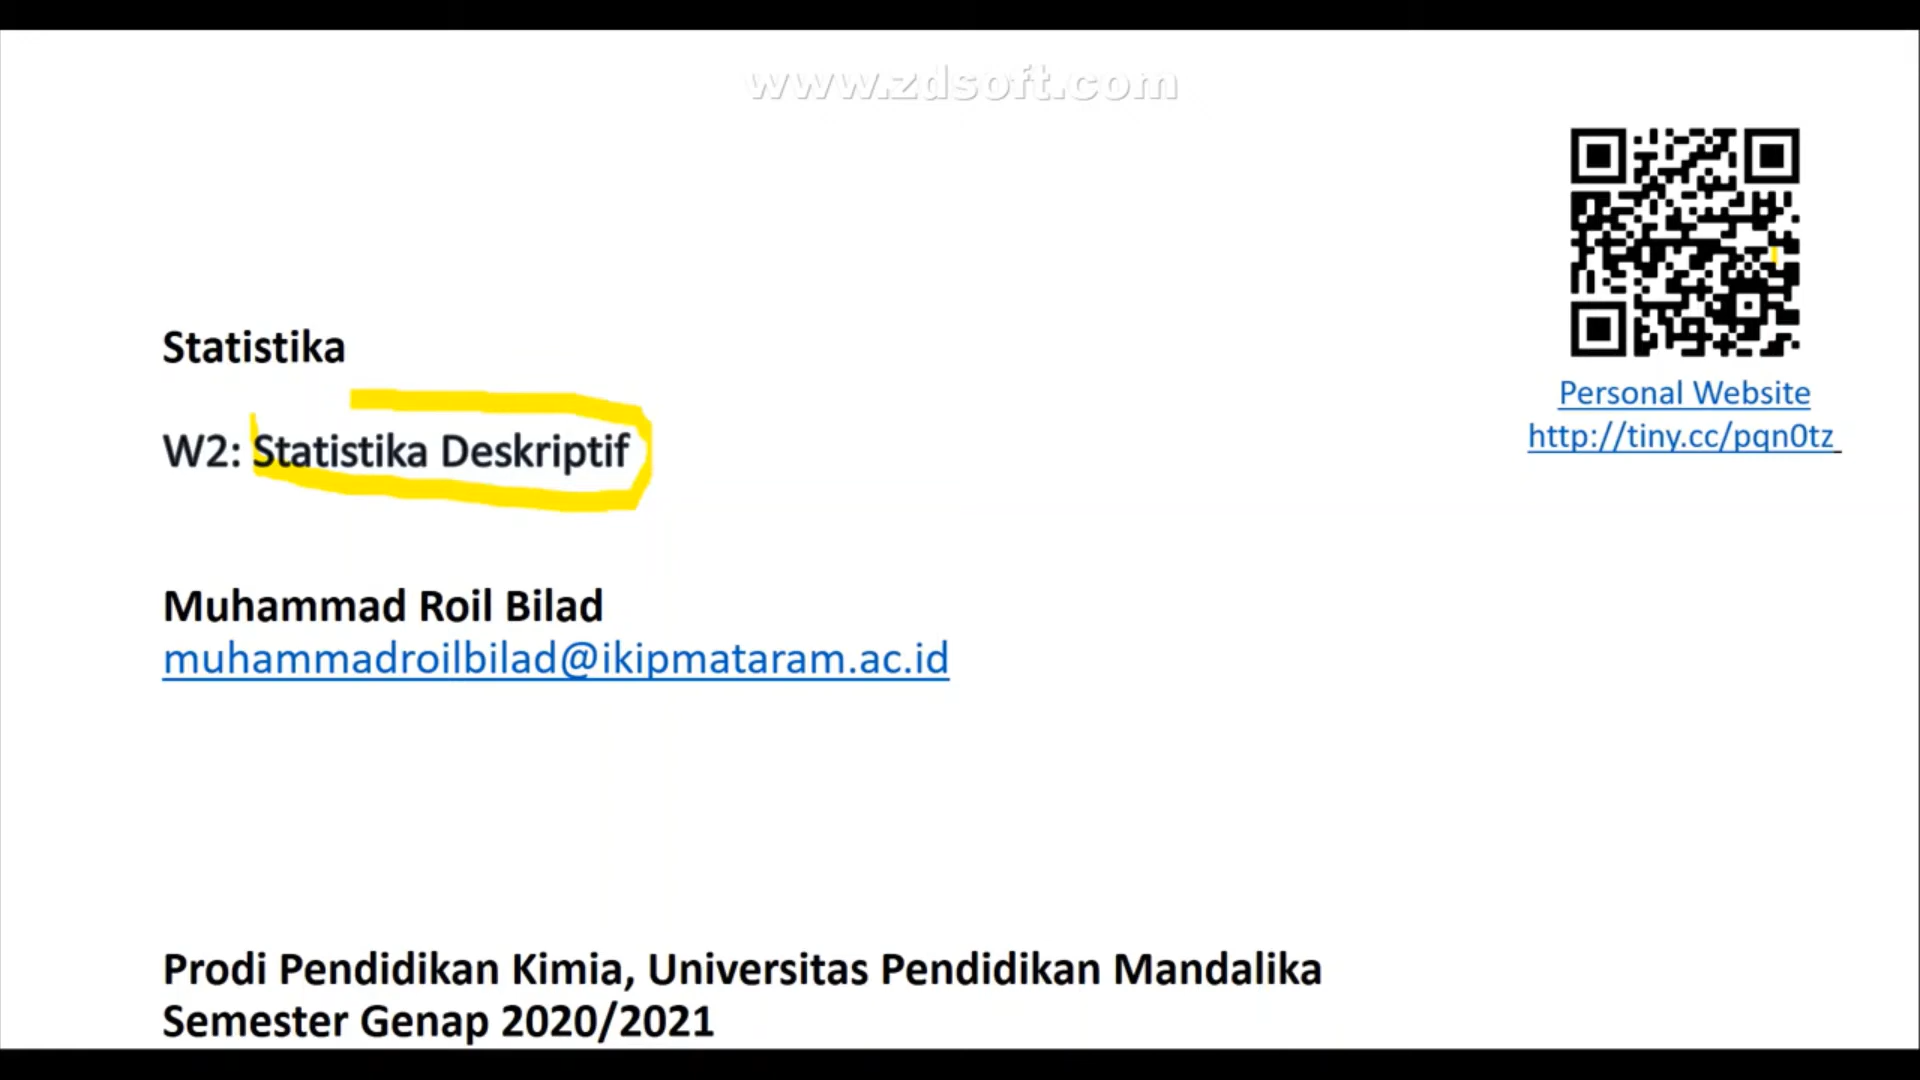 www.zdsoft.com
Statistika
W2: Statistika Deskriptif
Muhammad Roil Bilad
muhammadroilbilad@ikipmataram.ac.id
Personal Website
http://tiny.cc/pqn0tz
Prodi Pendidikan Kimia, Universitas Pendidikan Mandalika
Semester Genap 2020/2021